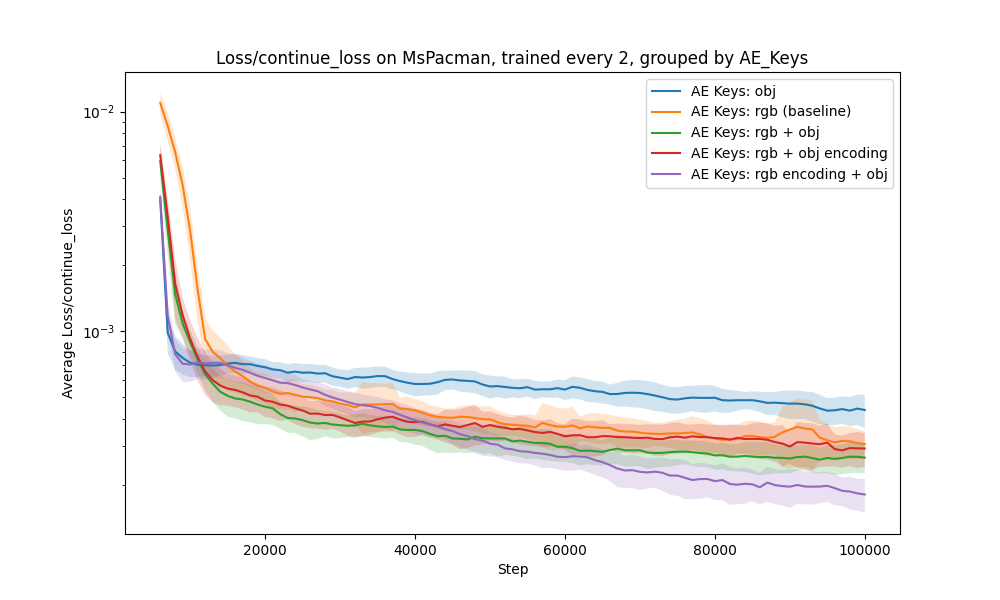 Loss/continue_loss on MsPacman, trained every 2, grouped by AE_Keys
AE Keys: obj
AE Keys: rgb (baseline)
AE Keys: rgb + obj
AE Keys: rgb + obj encoding
AE Keys: rgb encoding + obj
Average Loss/continue_loss
10⁻²
10⁻³
20000 40000 60000 80000 100000
Step